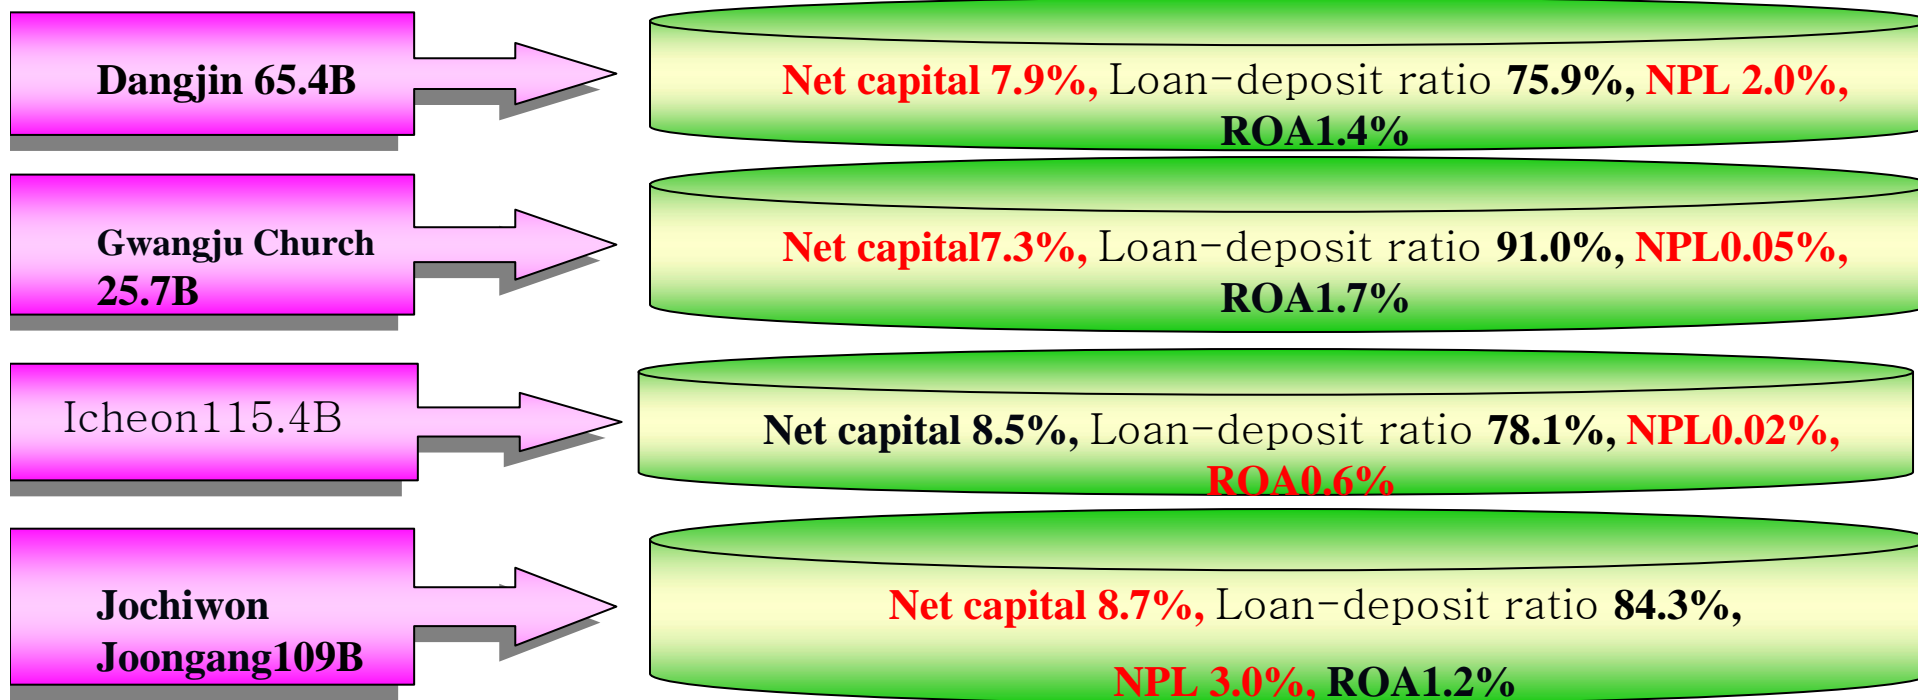 Dangjin 65.4B
Net capital 7.9%, Loan-deposit ratio 75.9%, NPL 2.0%,
ROA1.4%
Gwangju Church
25.7B
Net capital7.3%, Loan-deposit ratio 91.0%, NPL0.05%,
ROA1.7%
Icheon115.4B
Net capital 8.5%, Loan-deposit ratio 78.1%, NPL0.02%,
ROA0.6%
Jochiwon
Joongang109B
Net capital 8.7%, Loan-deposit ratio 84.3%,
NPL 3.0%, ROA1.2%